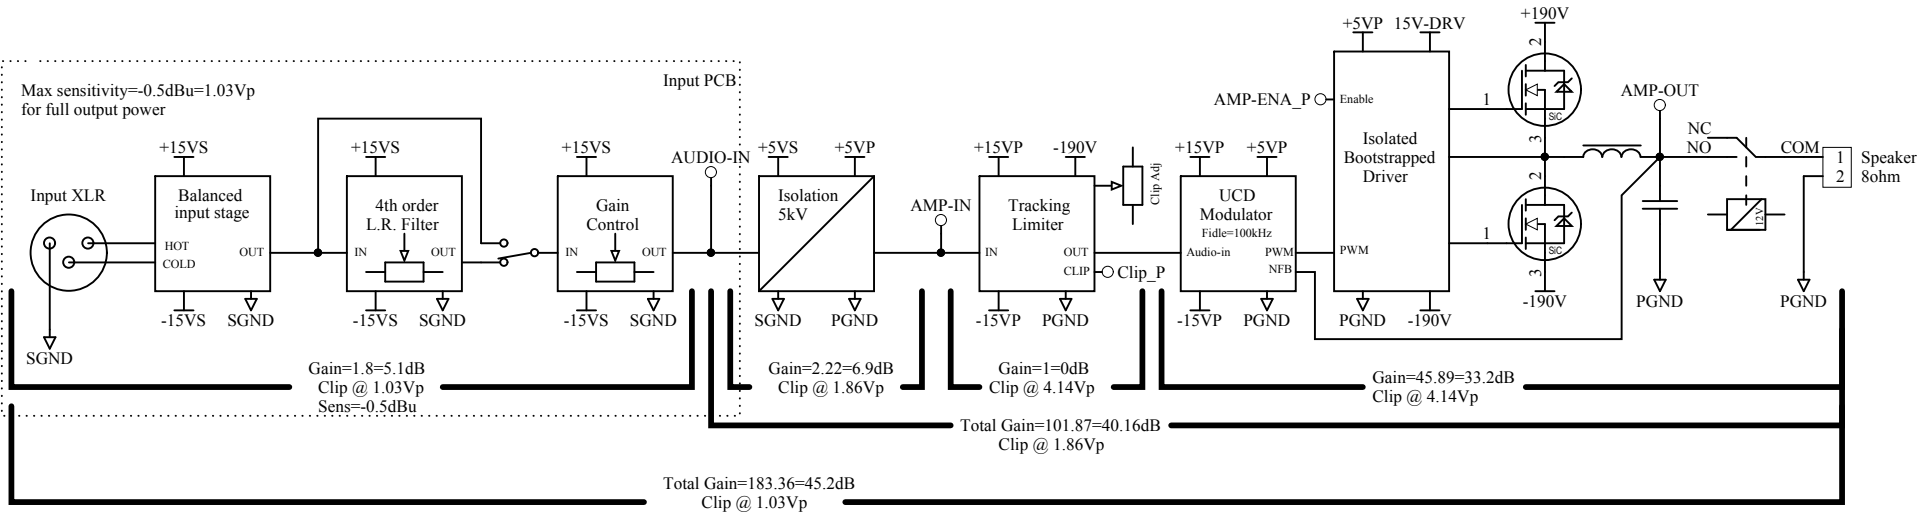 Input PCB
Max sensitivity=-0.5dBu=1.03Vp
for full output power
Input XLR
SGND
+15VS
Balanced
input stage
HOT
COLD
OUT
-15VS
SGND
+15VS
4th order
L.R. Filter
IN
OUT
-15VS
SGND
+15VS
Gain
Control
IN
OUT
-15VS
SGND
AUDIO-IN
+5VS
+5VP
Isolation
5kV
SGND
PGND
AMP-IN
+15VP
-190V
Tracking
Limiter
IN
OUT
CLIP
Clip_P
Clip Adj
-15VP
PGND
+15VP
+5VP
UCD
Modulator
Fidle=100kHz
Audio-in
PWM
NFB
-15VP
PGND
+5VP
15V-DRV
AMP-ENA_P
Enable
Isolated
Bootstrapped
Driver
PWM
PGND
-190V
+190V
2
1
3
SiC
2
1
3
SiC
-190V
AMP-OUT
PGND
NC
NO
COM
12V
1
2
Speaker
8ohm
PGND
Gain=1.8=5.1dB
Clip @ 1.03Vp
Sens=-0.5dBu
Gain=2.22=6.9dB
Clip @ 1.86Vp
Gain=1=0dB
Clip @ 4.14Vp
Gain=45.89=33.2dB
Clip @ 4.14Vp
Total Gain=101.87=40.16dB
Clip @ 1.86Vp
Total Gain=183.36=45.2dB
Clip @ 1.03Vp